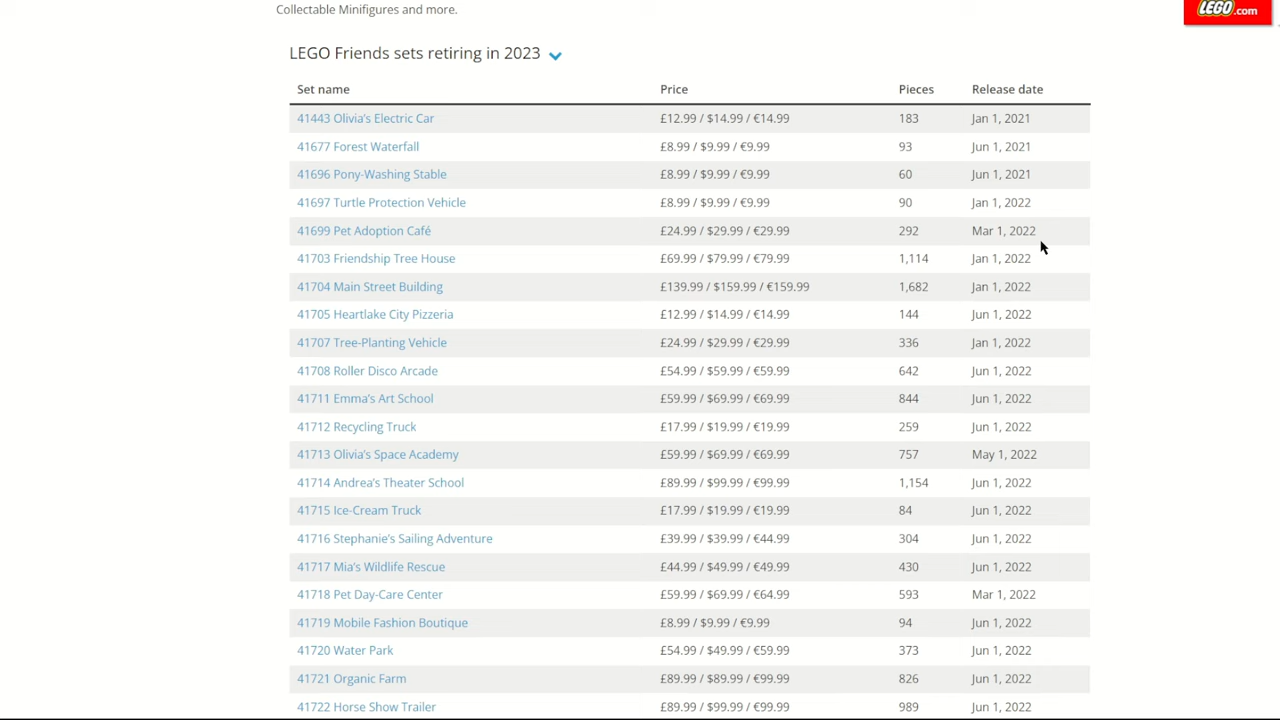 Collectable Minifigures and more.
LEGO.com
LEGO Friends sets retiring in 2023
Set name Price Pieces Release date
41443 Olivia's Electric Car £12.99 / $14.99 / €14.99 183 Jan 1, 2021
41677 Forest Waterfall £8.99 / $9.99 / €9.99 93 Jun 1, 2021
41696 Pony-Washing Stable £8.99 / $9.99 / €9.99 60 Jun 1, 2021
41697 Turtle Protection Vehicle £8.99 / $9.99 / €9.99 90 Jan 1, 2022
41699 Pet Adoption Café £24.99 / $29.99 / €29.99 292 Mar 1, 2022
41703 Friendship Tree House £69.99 / $79.99 / €79.99 1,114 Jan 1, 2022
41704 Main Street Building £139.99 / $159.99 / €159.99 1,682 Jan 1, 2022
41705 Heartlake City Pizzeria £12.99 / $14.99 / €14.99 144 Jun 1, 2022
41707 Tree-Planting Vehicle £24.99 / $29.99 / €29.99 336 Jan 1, 2022
41708 Roller Disco Arcade £54.99 / $59.99 / €59.99 642 Jun 1, 2022
41711 Emma's Art School £59.99 / $69.99 / €69.99 844 Jun 1, 2022
41712 Recycling Truck £17.99 / $19.99 / €19.99 259 Jun 1, 2022
41713 Olivia's Space Academy £59.99 / $69.99 / €69.99 757 May 1, 2022
41714 Andrea's Theater School £89.99 / $99.99 / €99.99 1,154 Jun 1, 2022
41715 Ice-Cream Truck £17.99 / $19.99 / €19.99 84 Jun 1, 2022
41716 Stephanie's Sailing Adventure £39.99 / $39.99 / €44.99 304 Jun 1, 2022
41717 Mia's Wildlife Rescue £44.99 / $49.99 / €49.99 430 Jun 1, 2022
41718 Pet Day-Care Center £59.99 / $69.99 / €64.99 593 Mar 1, 2022
41719 Mobile Fashion Boutique £8.99 / $9.99 / €9.99 94 Jun 1, 2022
41720 Water Park £54.99 / $49.99 / €59.99 373 Jun 1, 2022
41721 Organic Farm £89.99 / $89.99 / €99.99 826 Jun 1, 2022
41722 Horse Show Trailer £89.99 / $99.99 / €99.99 989 Jun 1, 2022